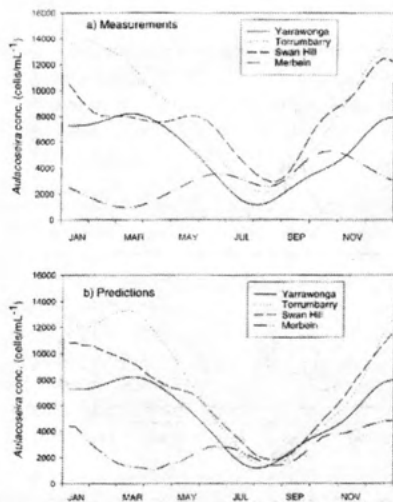 a) Measurements
Yarrawonga
Torrumbarry
Swan Hill
Merbein
Aulacoseira conc. (cells/mL⁻¹)
16000
14000
12000
10000
8000
6000
4000
2000
0
JAN MAR MAY JUL SEP NOV
b) Predictions
Yarrawonga
Torrumbarry
Swan Hill
Merbein
Aulacoseira conc. (cells/mL⁻¹)
16000
14000
12000
10000
8000
6000
4000
2000
0
JAN MAR MAY JUL SEP NOV